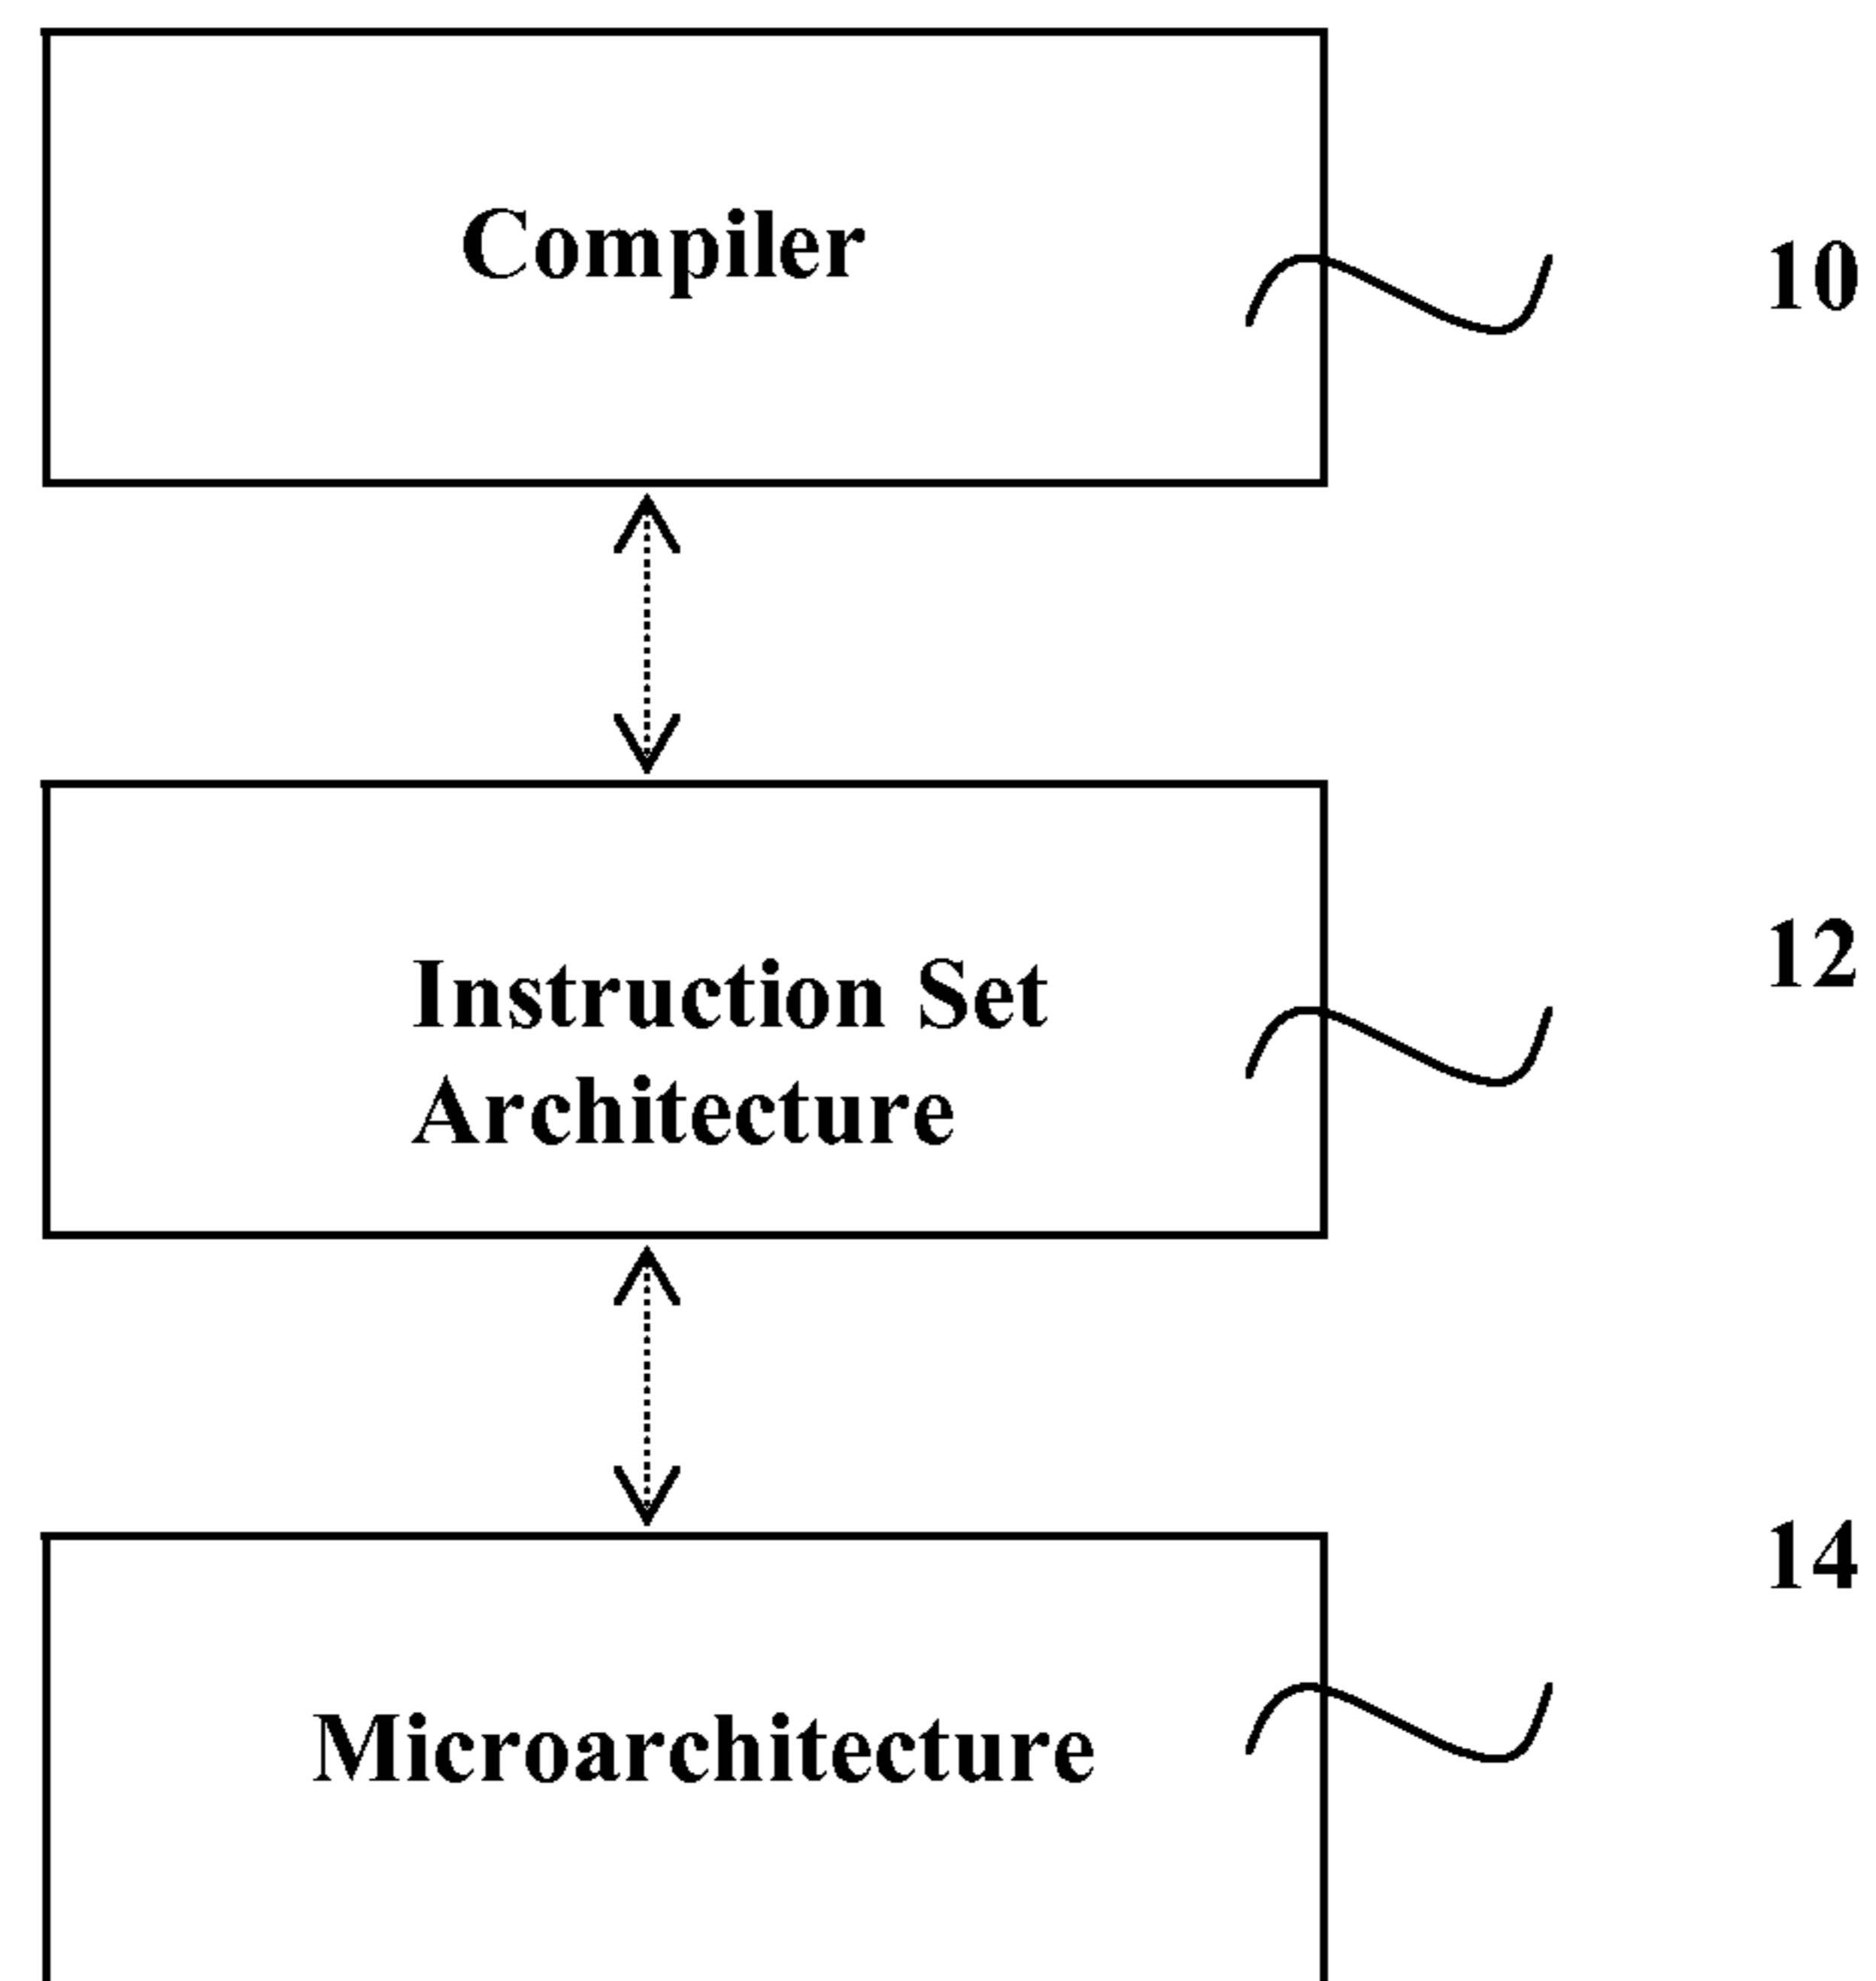 Compiler
10
Instruction Set
Architecture
12
Microarchitecture
14